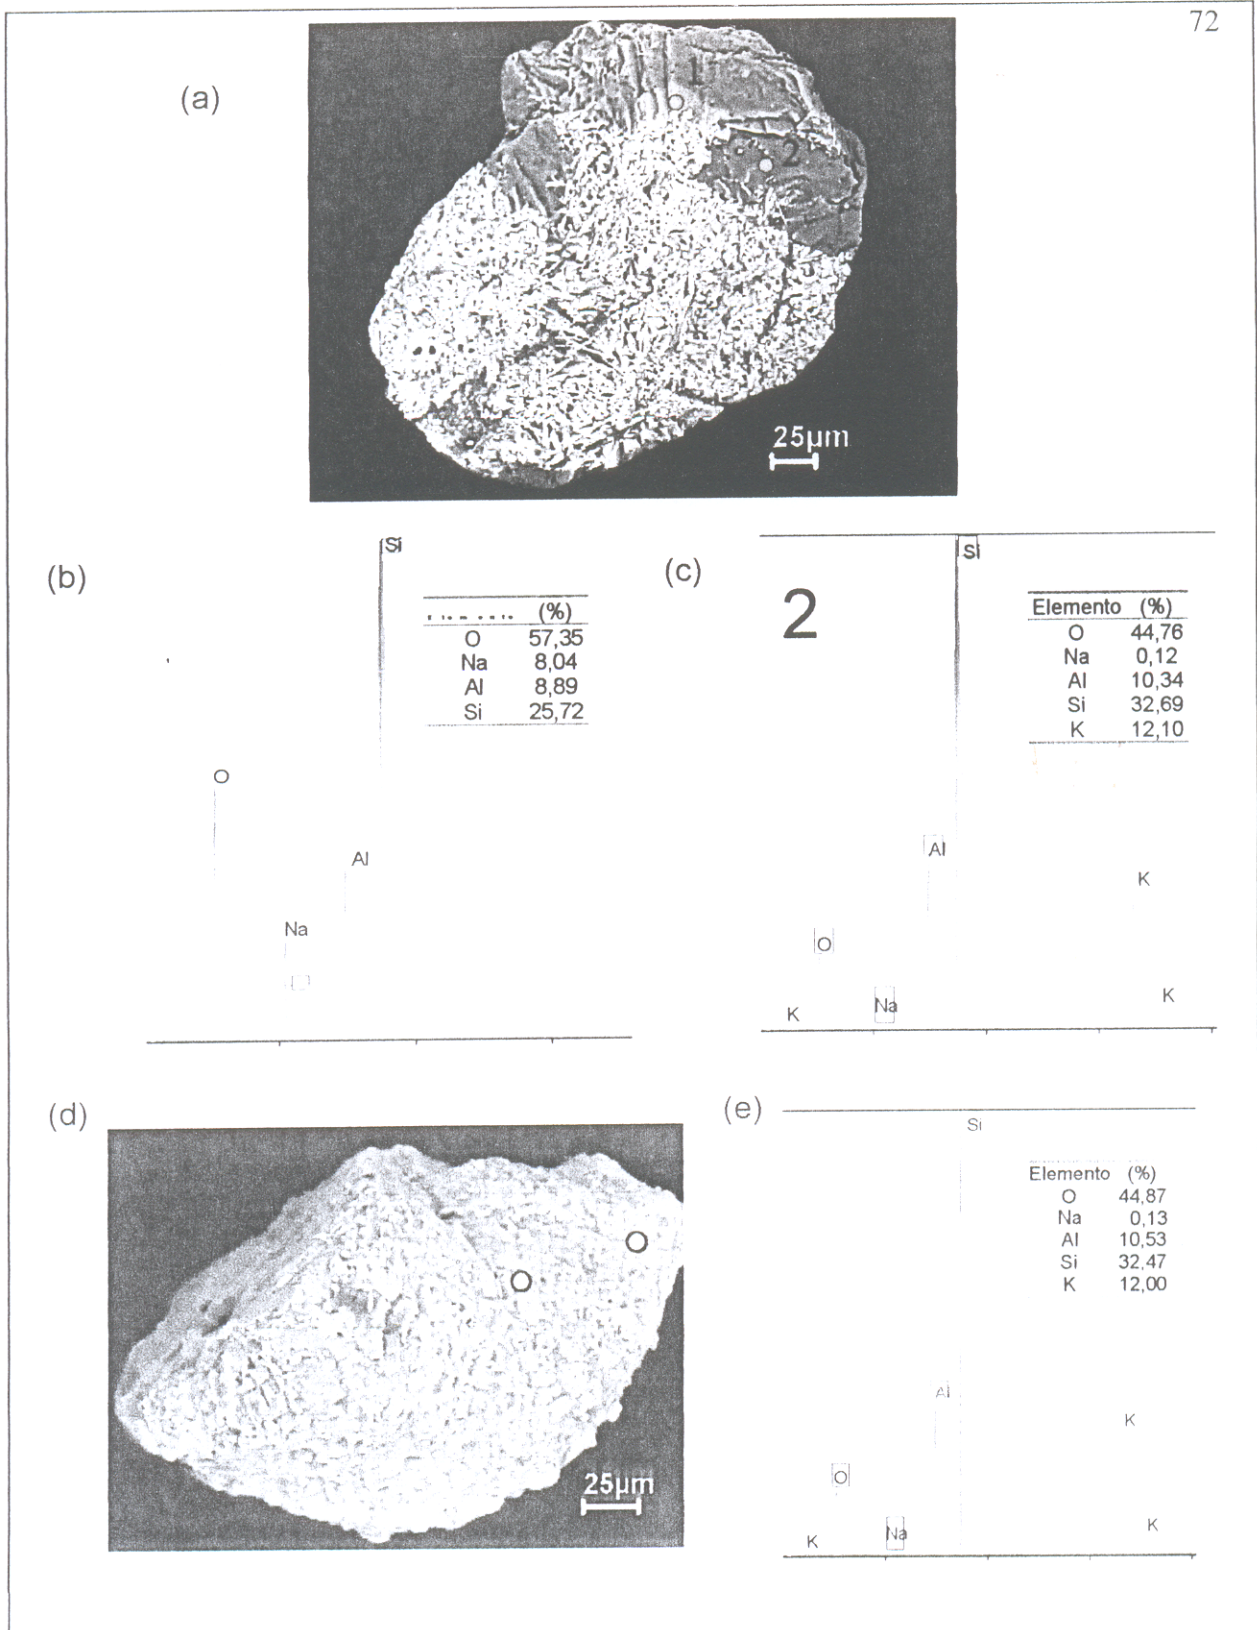 72
(a)
1
2
25µm
(b)
Si
(%)
O 57,35
Na 8,04
Al 8,89
Si 25,72
O
Al
Na
(c)
2
Si
Elemento (%)
O 44,76
Na 0,12
Al 10,34
Si 32,69
K 12,10
Al
K
O
K
Na
K
(d)
25µm
(e)
Si
Elemento (%)
O 44,87
Na 0,13
Al 10,53
Si 32,47
K 12,00
Al
K
O
K
Na
K